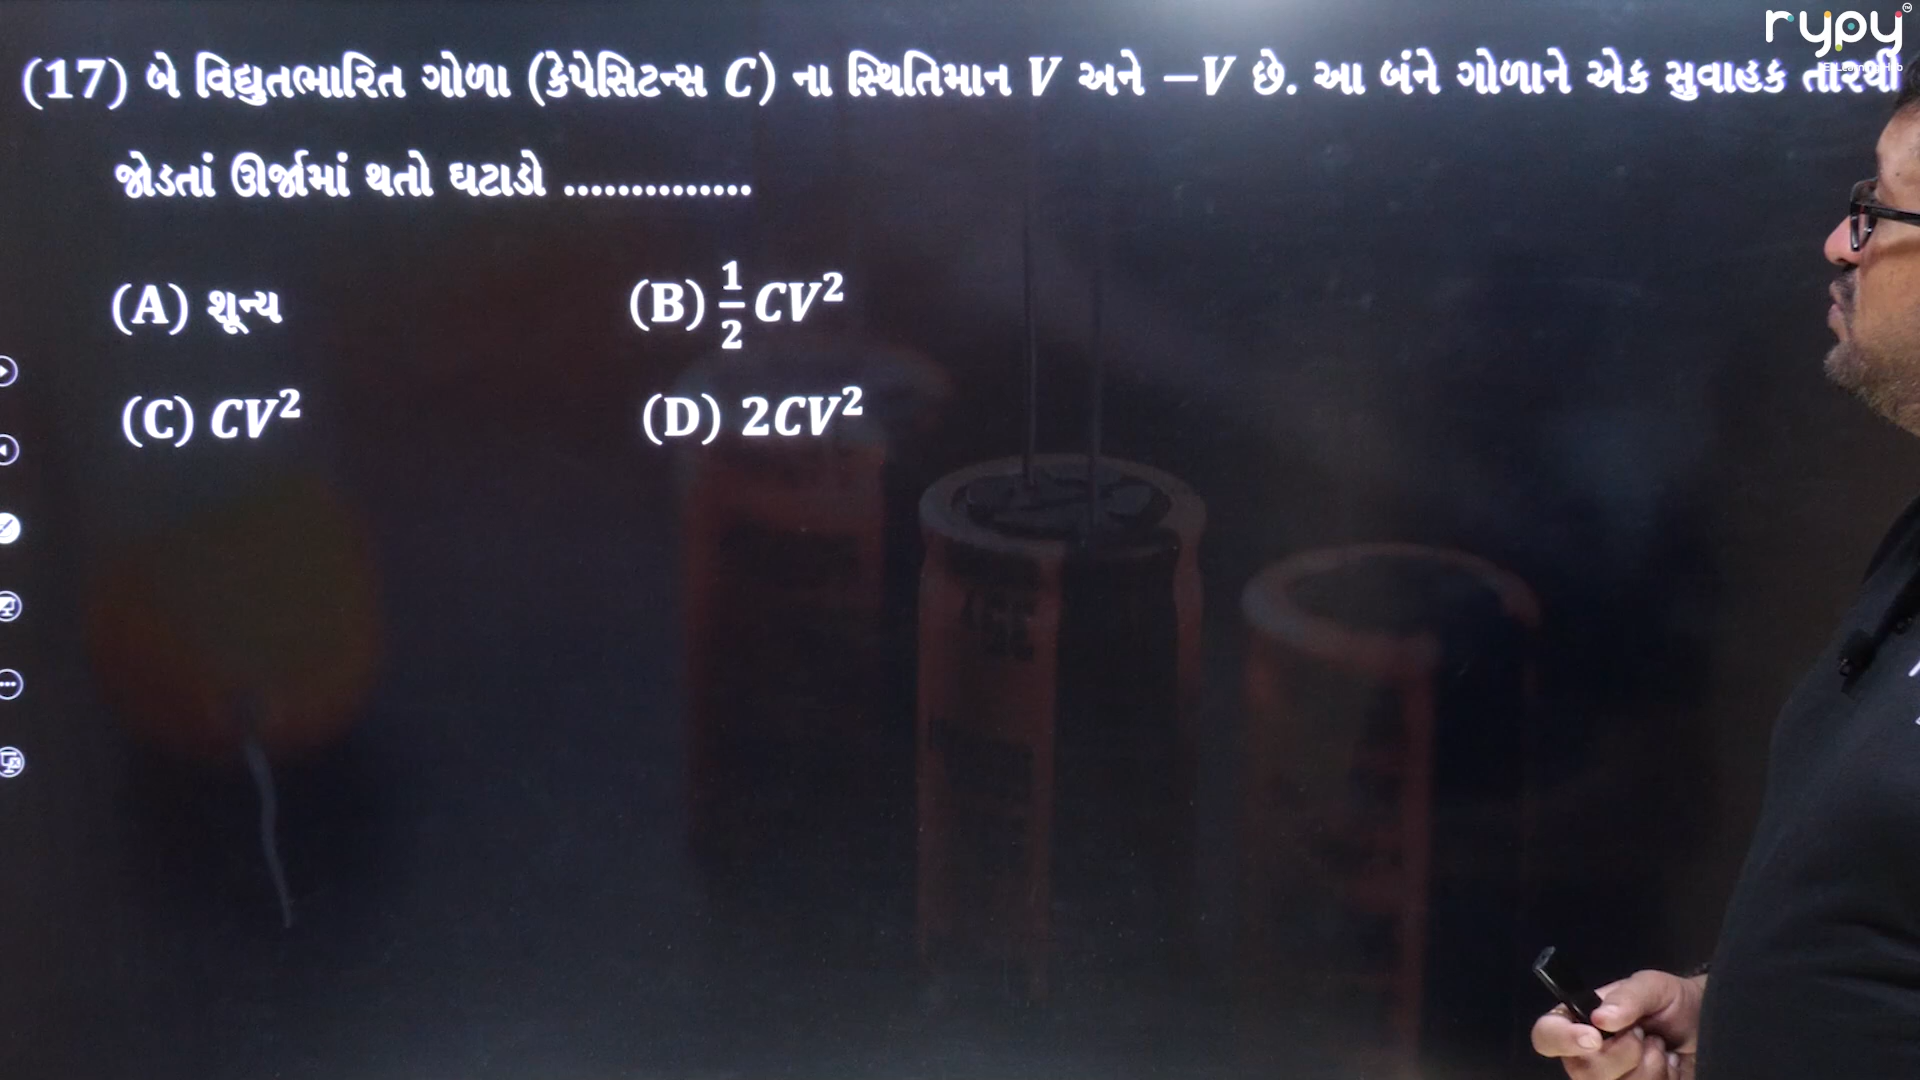 rypy
(17) બે વિદ્યુતભારિત ગોળા (કેપેસિટન્સ C) ના સ્થિતિમાન V અને −V છે. આ બંને ગોળાને એક સુવાહક તારથી
જોડતાં ઊર્જામાં થતો ઘટાડો ..............
(A) શૂન્ય (B) 1/2 CV²
(C) CV² (D) 2CV²